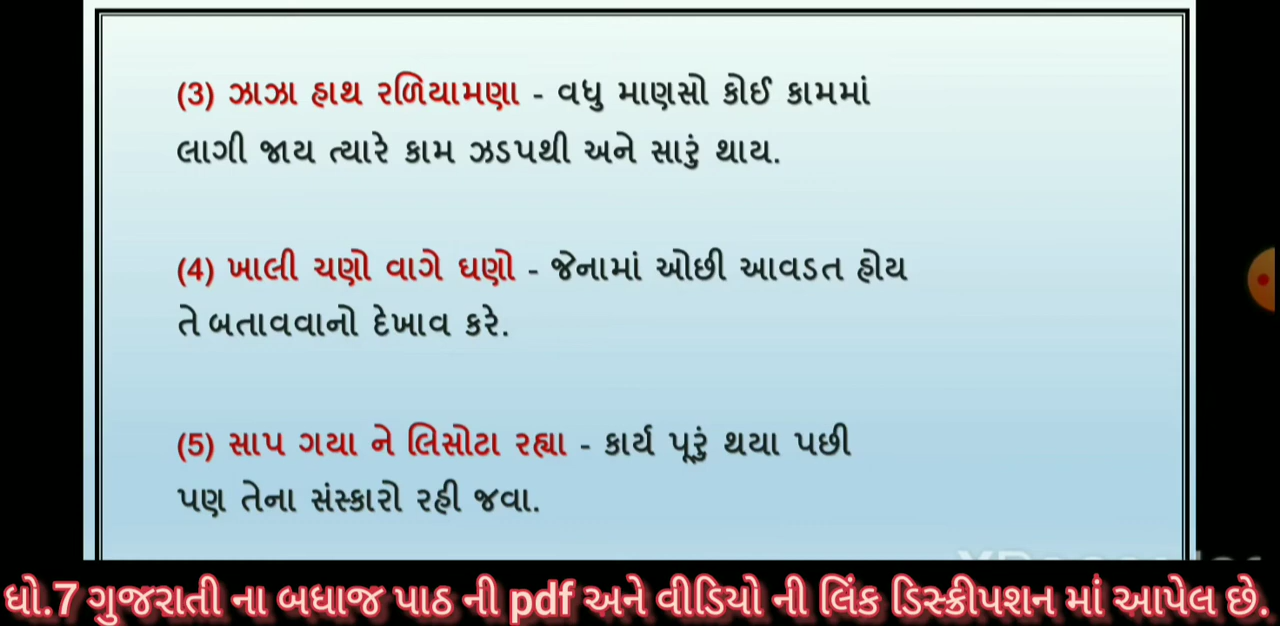 (3) ઝાઝા હાથ રળિયામણા - વધુ માણસો કોઈ કામમાં
લાગી જાય ત્યારે કામ ઝડપથી અને સારું થાય.
(4) ખાલી ચણો વાગે ઘણો - જેનામાં ઓછી આવડત હોય
તે બતાવવાનો દેખાવ કરે.
(5) સાપ ગયા ને લિસોટા રહ્યા - કાર્ય પૂરું થયા પછી
પણ તેના સંસ્કારો રહી જવા.
ધો.7 ગુજરાતી ના બધાજ પાઠ ની pdf અને વીડિયો ની લિંક ડિસ્ક્રીપશન માં આપેલ છે.